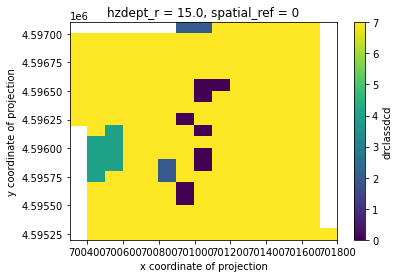 hzdept_r = 15.0, spatial_ref = 0
1e6
4.59700
4.59675
4.59650
4.59625
4.59600
4.59575
4.59550
4.59525
y coordinate of projection
700400 700600 700800 701000 701200 701400 701600 701800
x coordinate of projection
7
6
5
4
3
2
1
0
drclassdcd